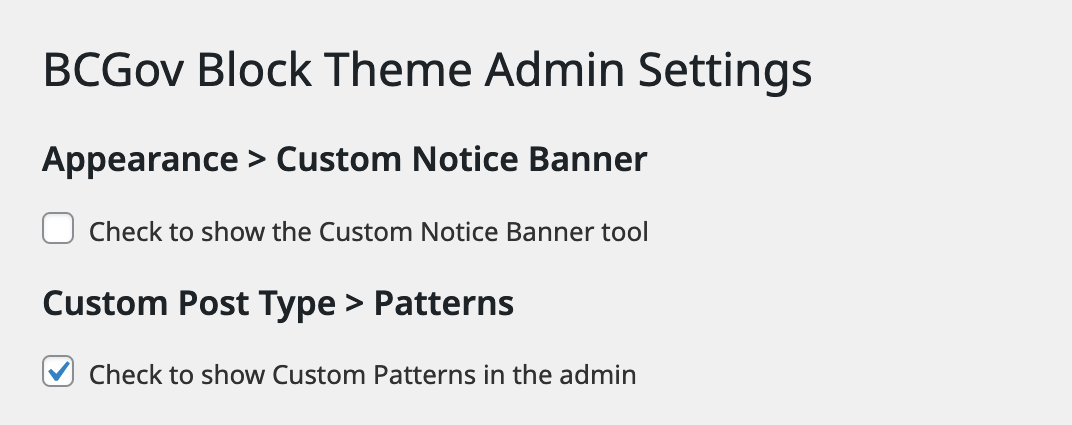 BCGov Block Theme Admin Settings
Appearance > Custom Notice Banner
Check to show the Custom Notice Banner tool
Custom Post Type > Patterns
Check to show Custom Patterns in the admin